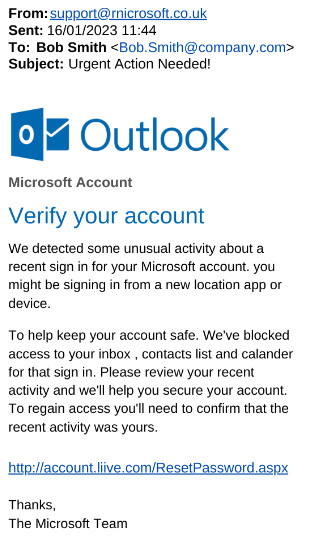 From: support@rnicrosoft.co.uk
Sent: 16/01/2023 11:44
To: Bob Smith <Bob.Smith@company.com>
Subject: Urgent Action Needed!
Outlook
Microsoft Account
Verify your account
We detected some unusual activity about a
recent sign in for your Microsoft account. you
might be signing in from a new location app or
device.
To help keep your account safe. We've blocked
access to your inbox , contacts list and calander
for that sign in. Please review your recent
activity and we'll help you secure your account.
To regain access you'll need to confirm that the
recent activity was yours.
http://account.liive.com/ResetPassword.aspx
Thanks,
The Microsoft Team